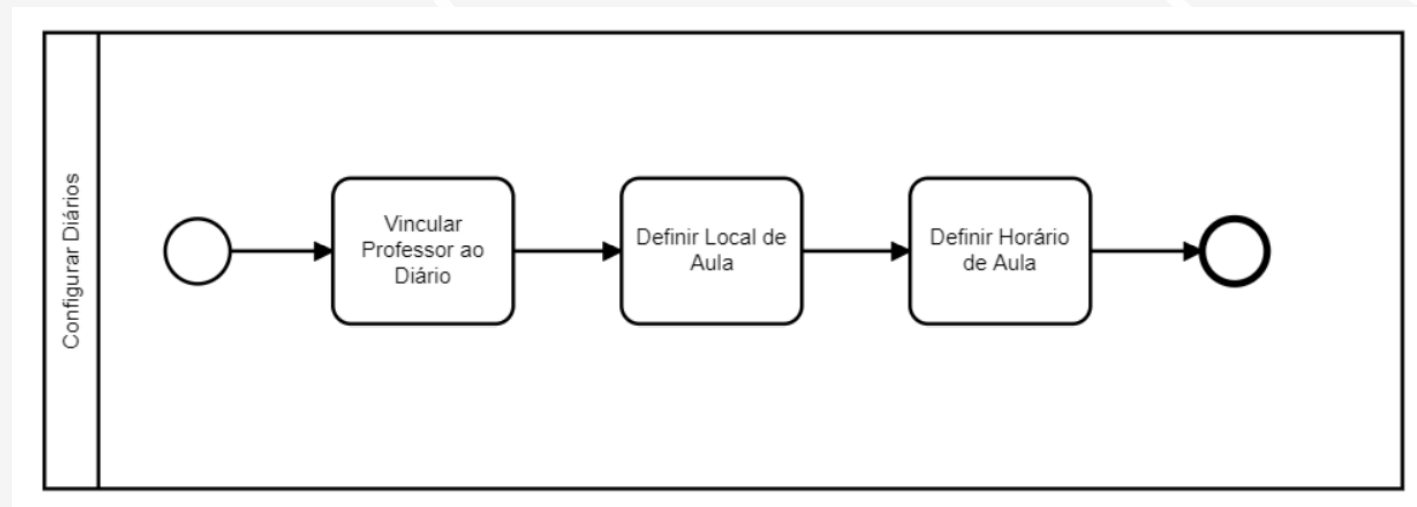 Configurar Diários
Vincular
Professor ao
Diário
Definir Local de
Aula
Definir Horário
de Aula